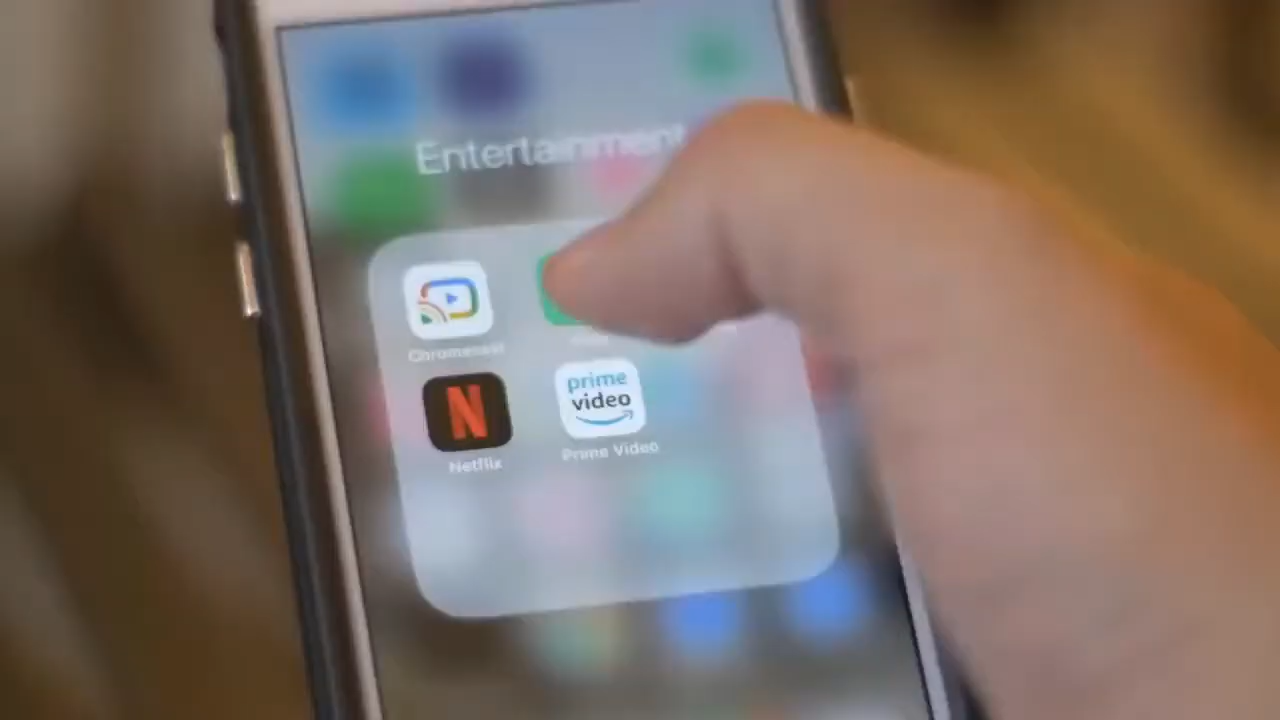 Entertainment
Chromecast
N
prime
video
Netflix
Prime Video